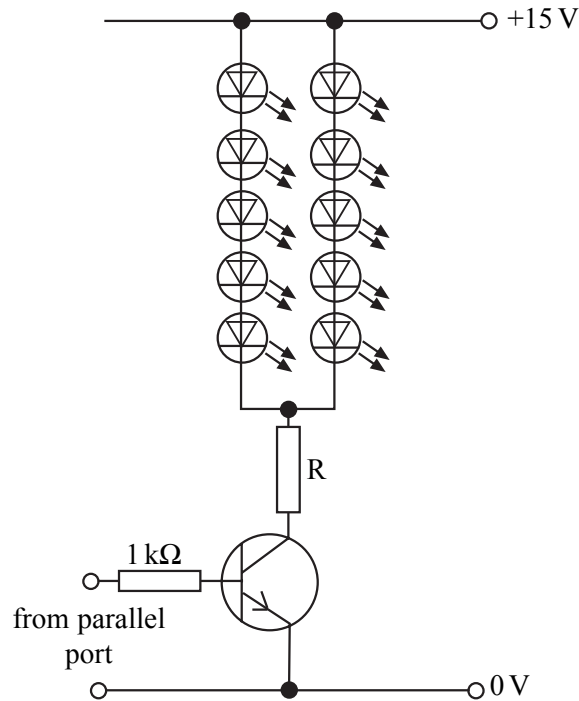 +15 V
R
1 kΩ
from parallel
port
0 V